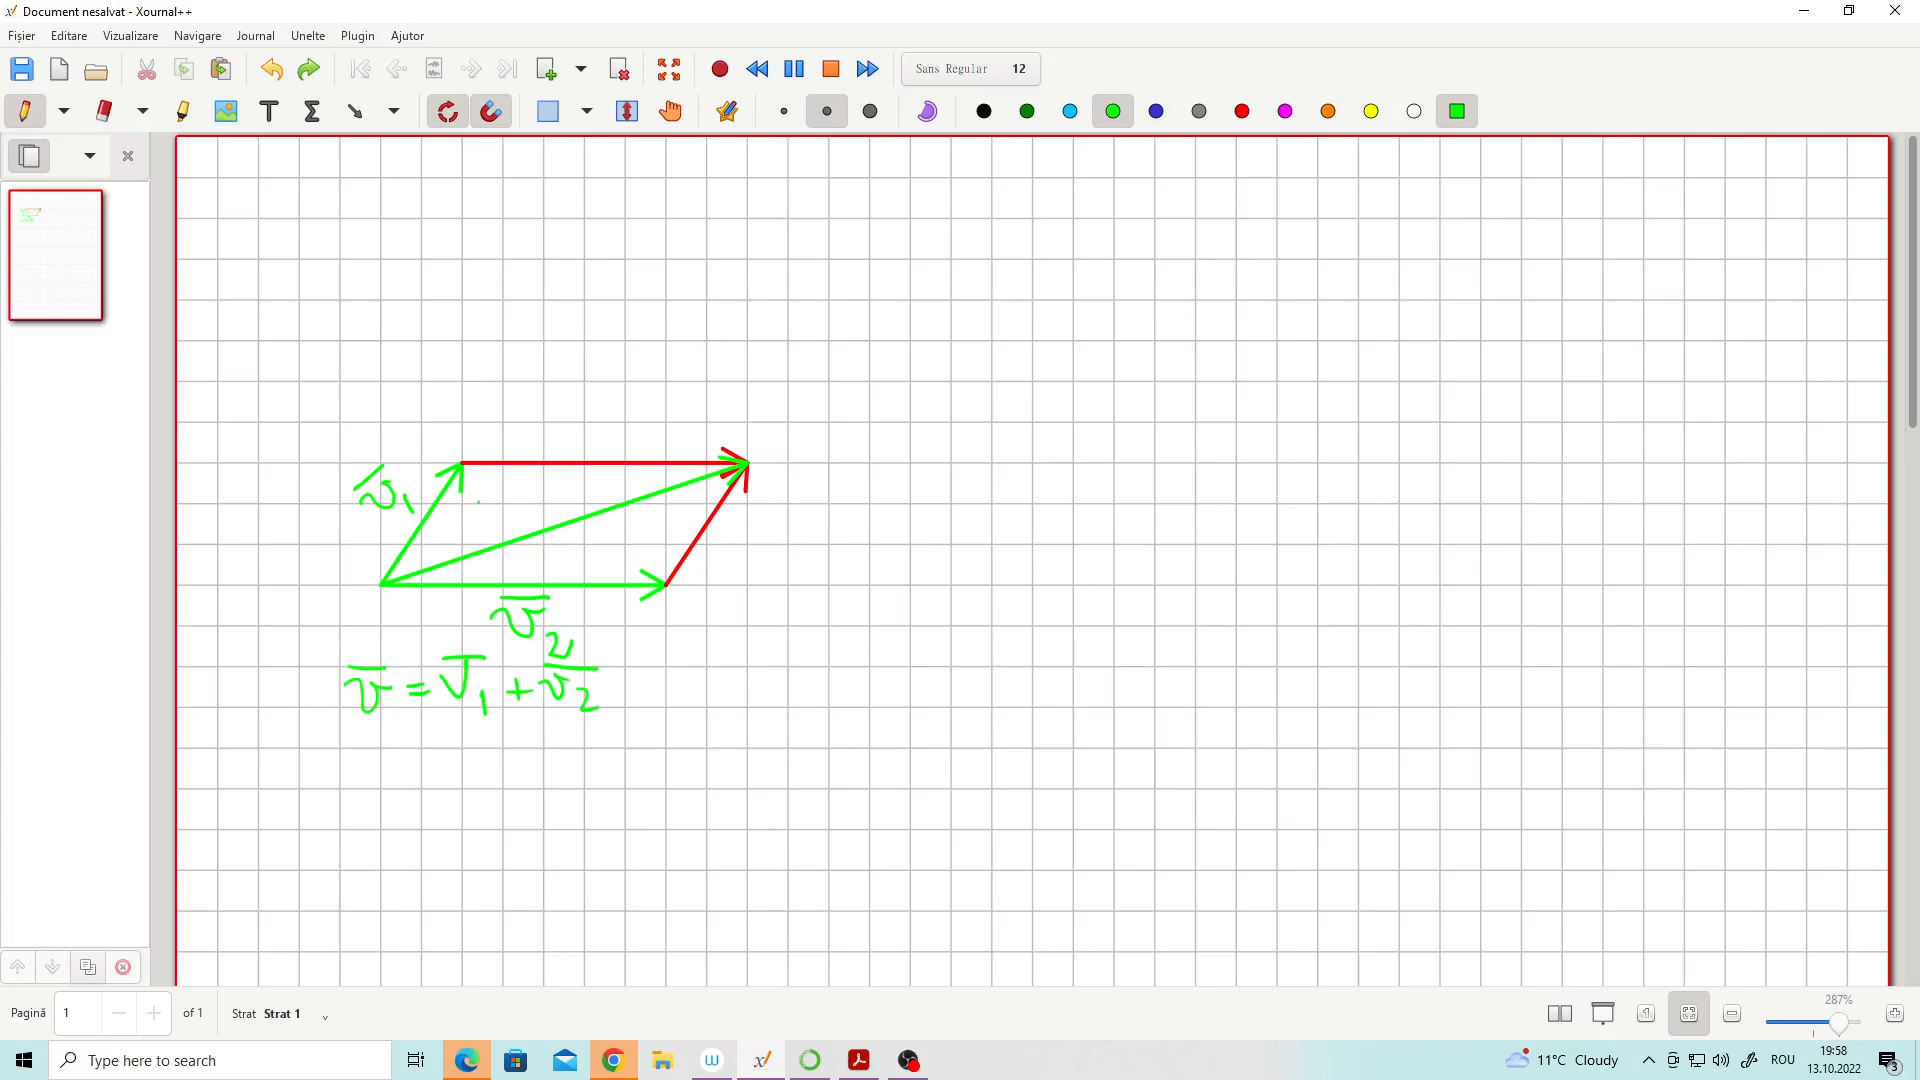 Document nesalvat - Xournal++
Fișier Editare Vizualizare Navigare Journal Unelte Plugin Ajutor
Sans Regular 12
v̅₁
v̅₂
v̅ = v̅₁ + v̅₂
Pagină 1 of 1 Strat Strat 1
287%
Type here to search
11°C Cloudy
ROU
19:58
13.10.2022
3